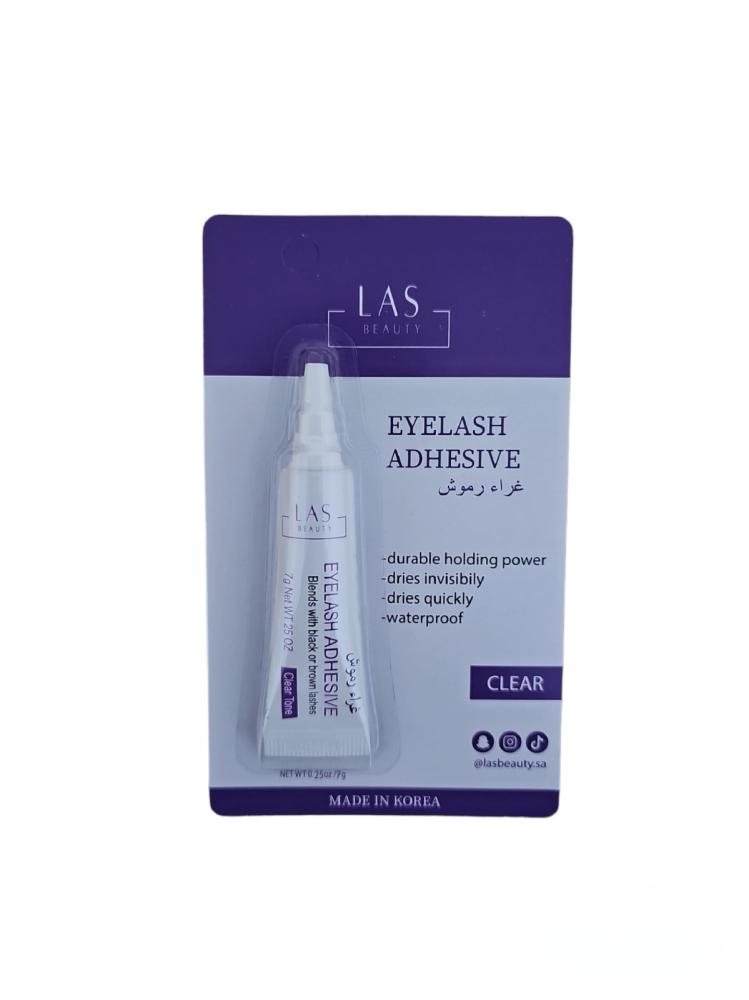 LAS
BEAUTY
EYELASH
ADHESIVE
غراء رموش
-durable holding power
-dries invisibily
-dries quickly
-waterproof
CLEAR
@lasbeauty.sa
LAS
BEAUTY
غراء رموش
EYELASH ADHESIVE
Blends with black or brown lashes
7g Net WT 25 OZ
Clear Tone
NET WT 0.25oz/7g
MADE IN KOREA